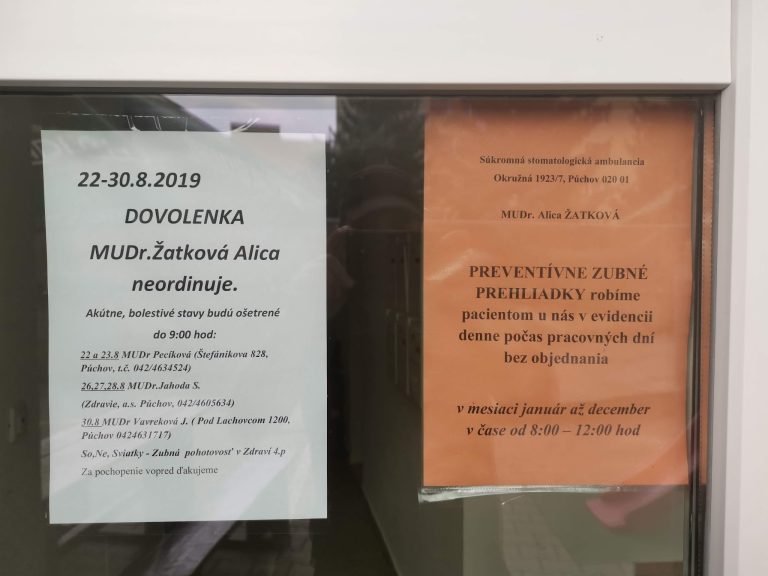 22-30.8.2019
DOVOLENKA
MUDr.Žatková Alica
neordinuje.
Akútne, bolestivé stavy budú ošetrené
do 9:00 hod:
22 a 23.8 MUDr Pecíková (Štefánikova 828,
Púchov, t.č. 042/4634524)
26,27,28.8 MUDr.Jahoda S.
(Zdravie, a.s. Púchov, 042/4605634)
30.8 MUDr Vavreková J. ( Pod Lachovcom 1200,
Púchov 0424631717)
So,Ne, Sviatky - Zubná pohotovosť v Zdraví 4.p
Za pochopenie vopred ďakujeme
Súkromná stomatologická ambulancia
Okružná 1923/7, Púchov 020 01
MUDr. Alica ŽATKOVÁ
PREVENTÍVNE ZUBNÉ
PREHLIADKY robíme
pacientom u nás v evidencii
denne počas pracovných dní
bez objednania
v mesiaci január až december
v čase od 8:00 – 12:00 hod